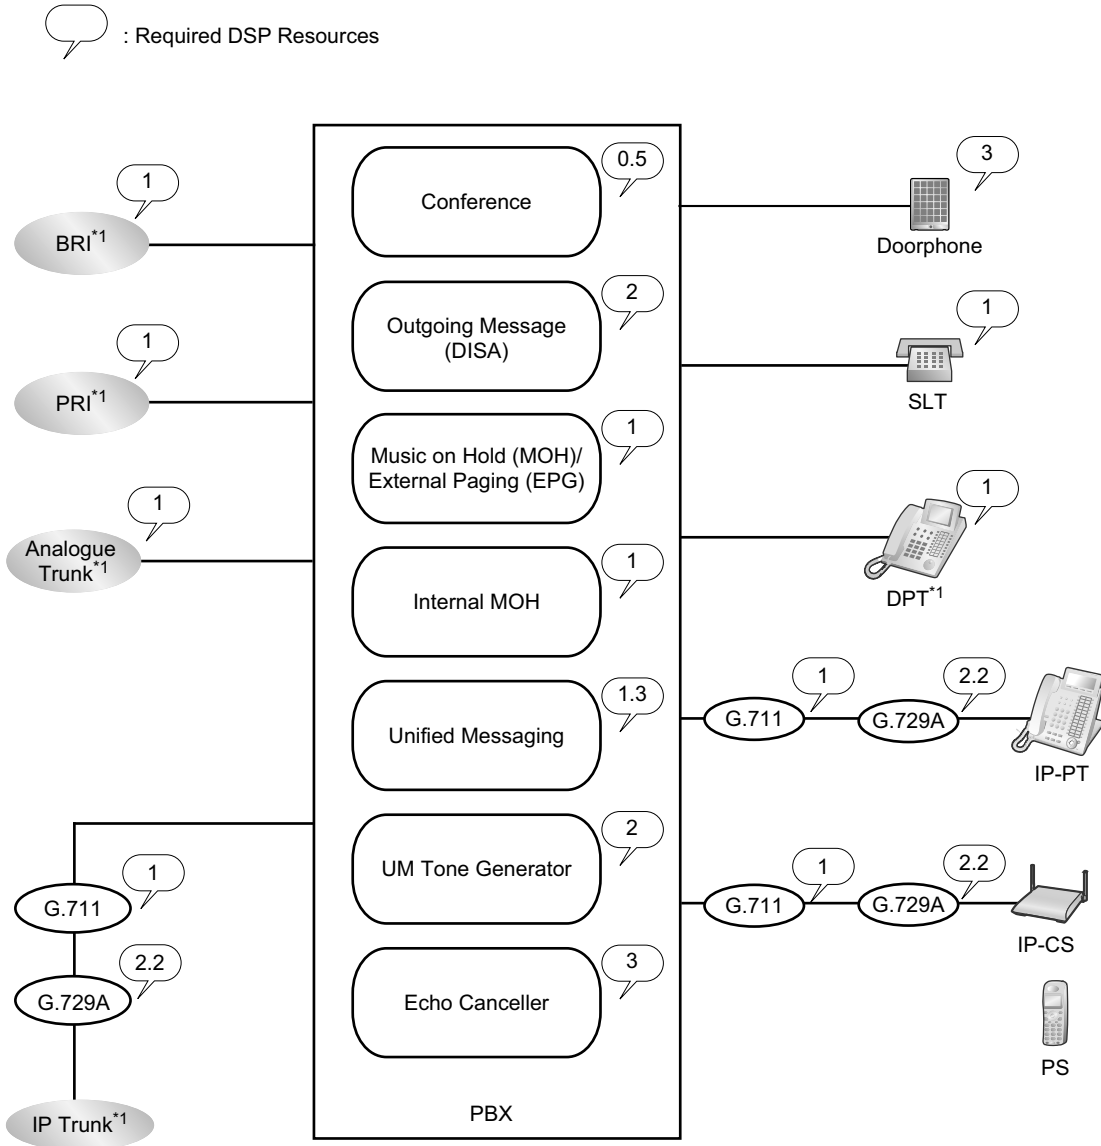 : Required DSP Resources
1
BRI*1
1
PRI*1
1
Analogue
Trunk*1
1
G.711
2.2
G.729A
IP Trunk*1
0.5
Conference
2
Outgoing Message
(DISA)
1
Music on Hold (MOH)/
External Paging (EPG)
1
Internal MOH
1.3
Unified Messaging
2
UM Tone Generator
3
Echo Canceller
PBX
3
Doorphone
1
SLT
1
DPT*1
1
2.2
G.711
G.729A
IP-PT
1
2.2
G.711
G.729A
IP-CS
PS